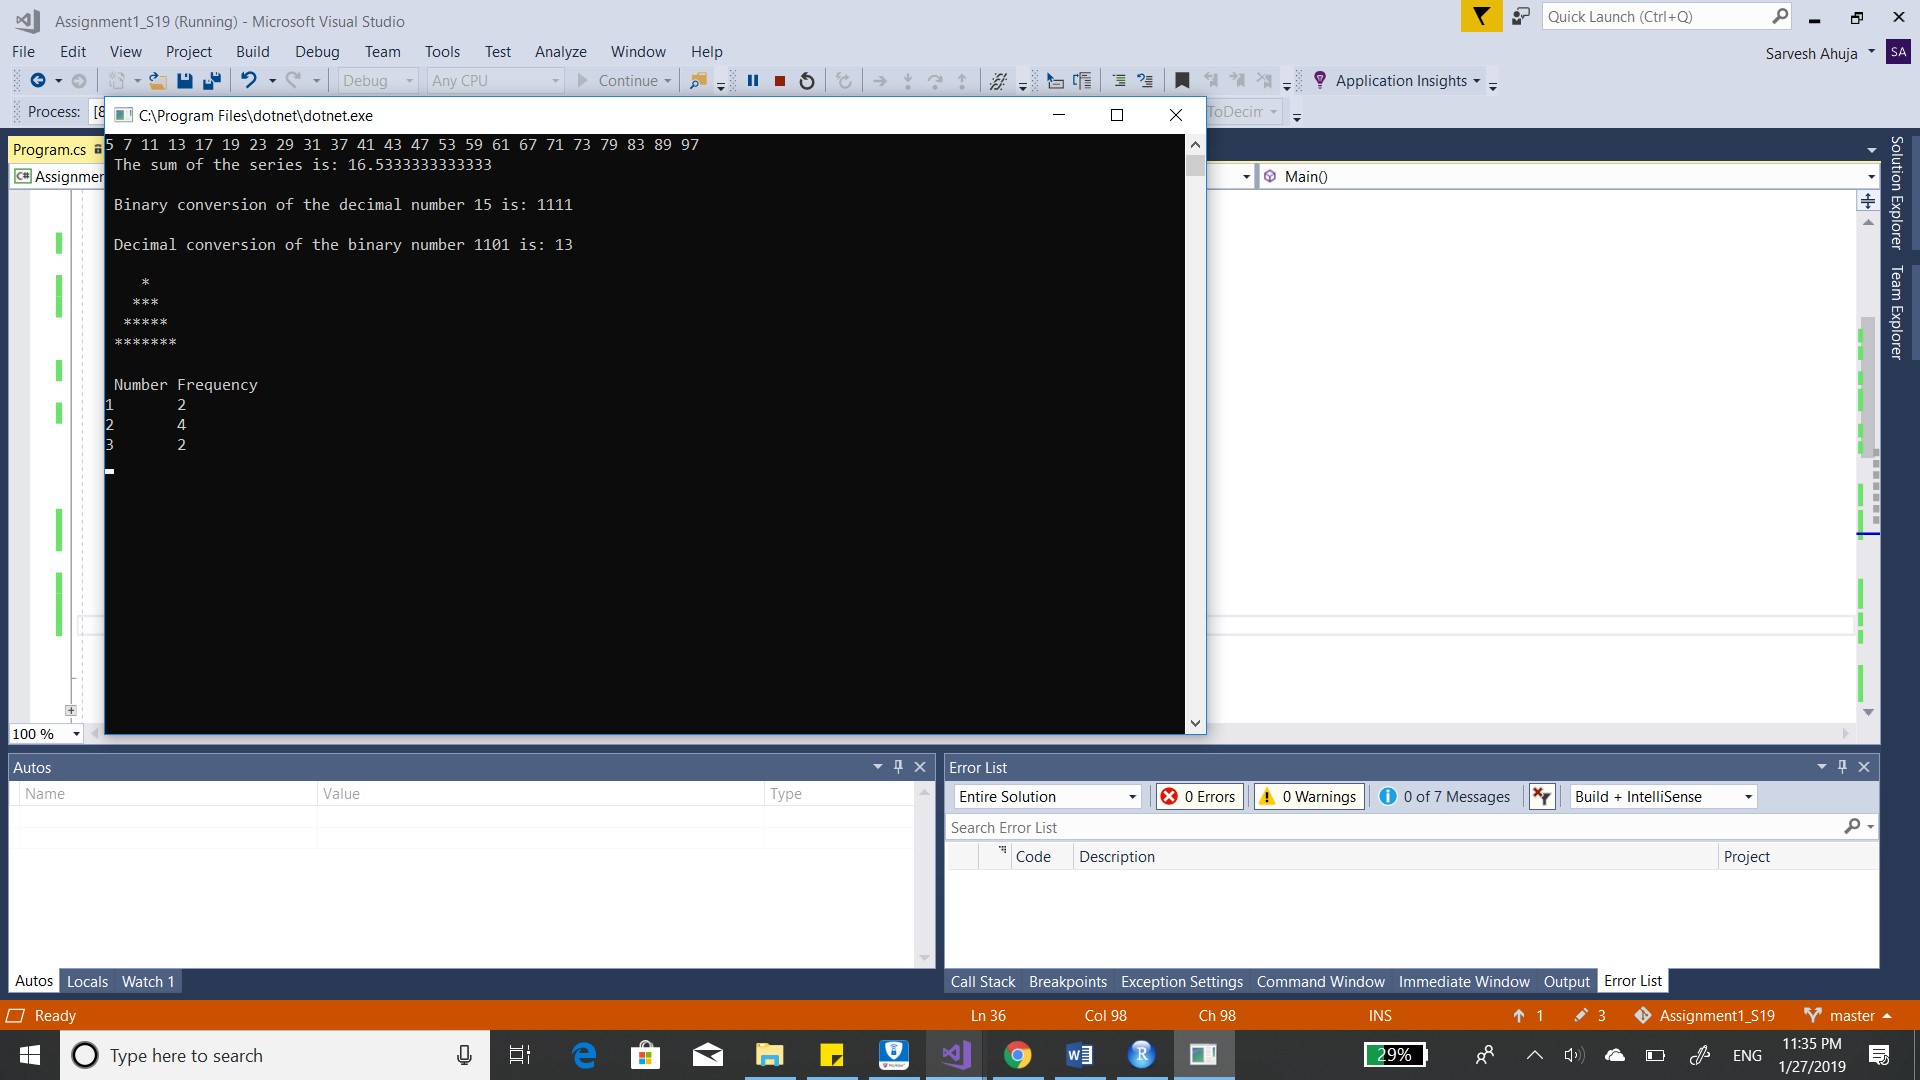 Assignment1_S19 (Running) - Microsoft Visual Studio
Quick Launch (Ctrl+Q)
File Edit View Project Build Debug Team Tools Test Analyze Window Help
Sarvesh Ahuja SA
Debug Any CPU Continue Application Insights
Process: [8 ToDecim
C:\Program Files\dotnet\dotnet.exe
Program.cs
Assignmen
Main()
5 7 11 13 17 19 23 29 31 37 41 43 47 53 59 61 67 71 73 79 83 89 97
The sum of the series is: 16.5333333333333
Binary conversion of the decimal number 15 is: 1111
Decimal conversion of the binary number 1101 is: 13
*
***
*****
*******
Number Frequency
1 2
2 4
3 2
Solution Explorer
Team Explorer
100 %
Autos
Name Value Type
Autos Locals Watch 1
Error List
Entire Solution 0 Errors 0 Warnings 0 of 7 Messages Build + IntelliSense
Search Error List
Code Description Project
Call Stack Breakpoints Exception Settings Command Window Immediate Window Output Error List
Ready Ln 36 Col 98 Ch 98 INS 1 3 Assignment1_S19 master
Type here to search
29%
ENG
11:35 PM
1/27/2019